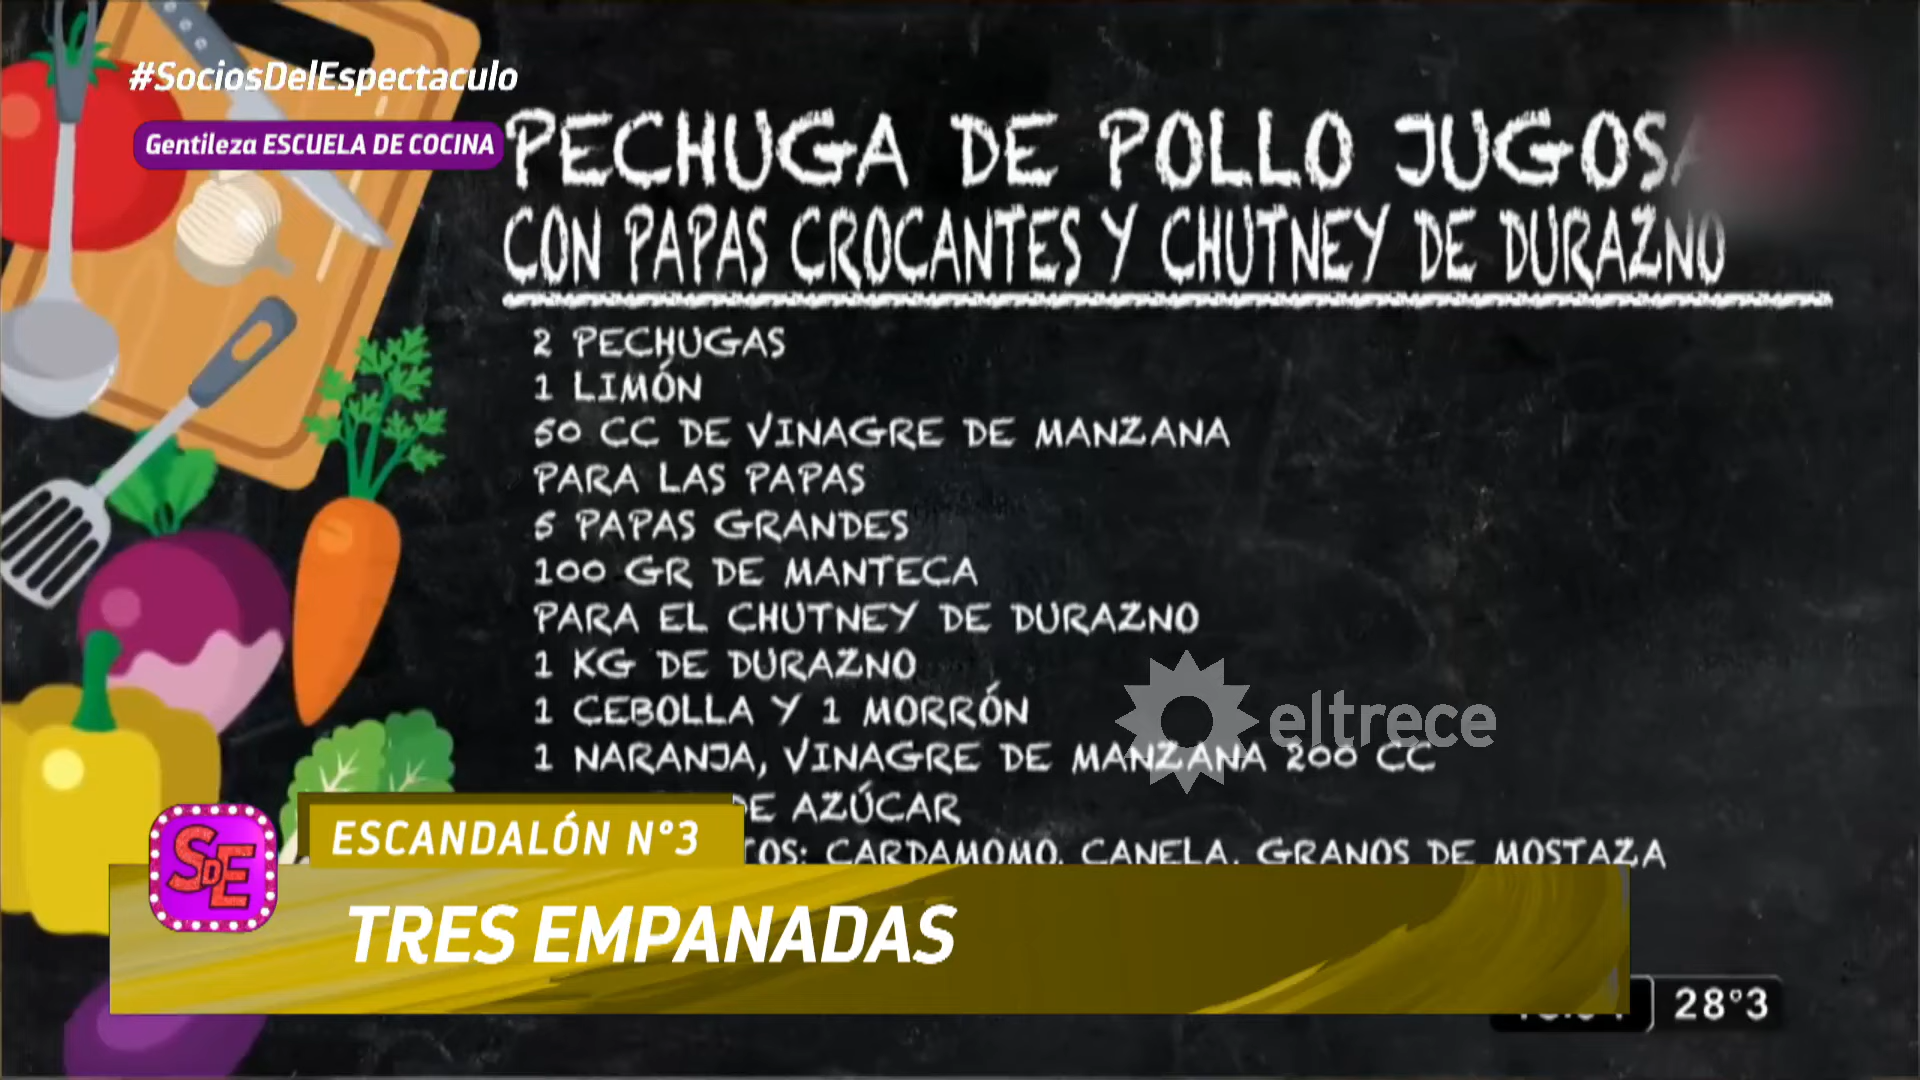 #SociosDelEspectaculo
Gentileza ESCUELA DE COCINA
PECHUGA DE POLLO JUGOSA
CON PAPAS CROCANTES Y CHUTNEY DE DURAZNO
2 PECHUGAS
1 LIMÓN
50 CC DE VINAGRE DE MANZANA
PARA LAS PAPAS
5 PAPAS GRANDES
100 GR DE MANTECA
PARA EL CHUTNEY DE DURAZNO
1 KG DE DURAZNO
1 CEBOLLA Y 1 MORRÓN
eltrece
1 NARANJA, VINAGRE DE MANZANA 200 CC
DE AZÚCAR
CARDAMOMO, CANELA, GRANOS DE MOSTAZA
SDE
ESCANDALÓN N°3
TRES EMPANADAS
28°3